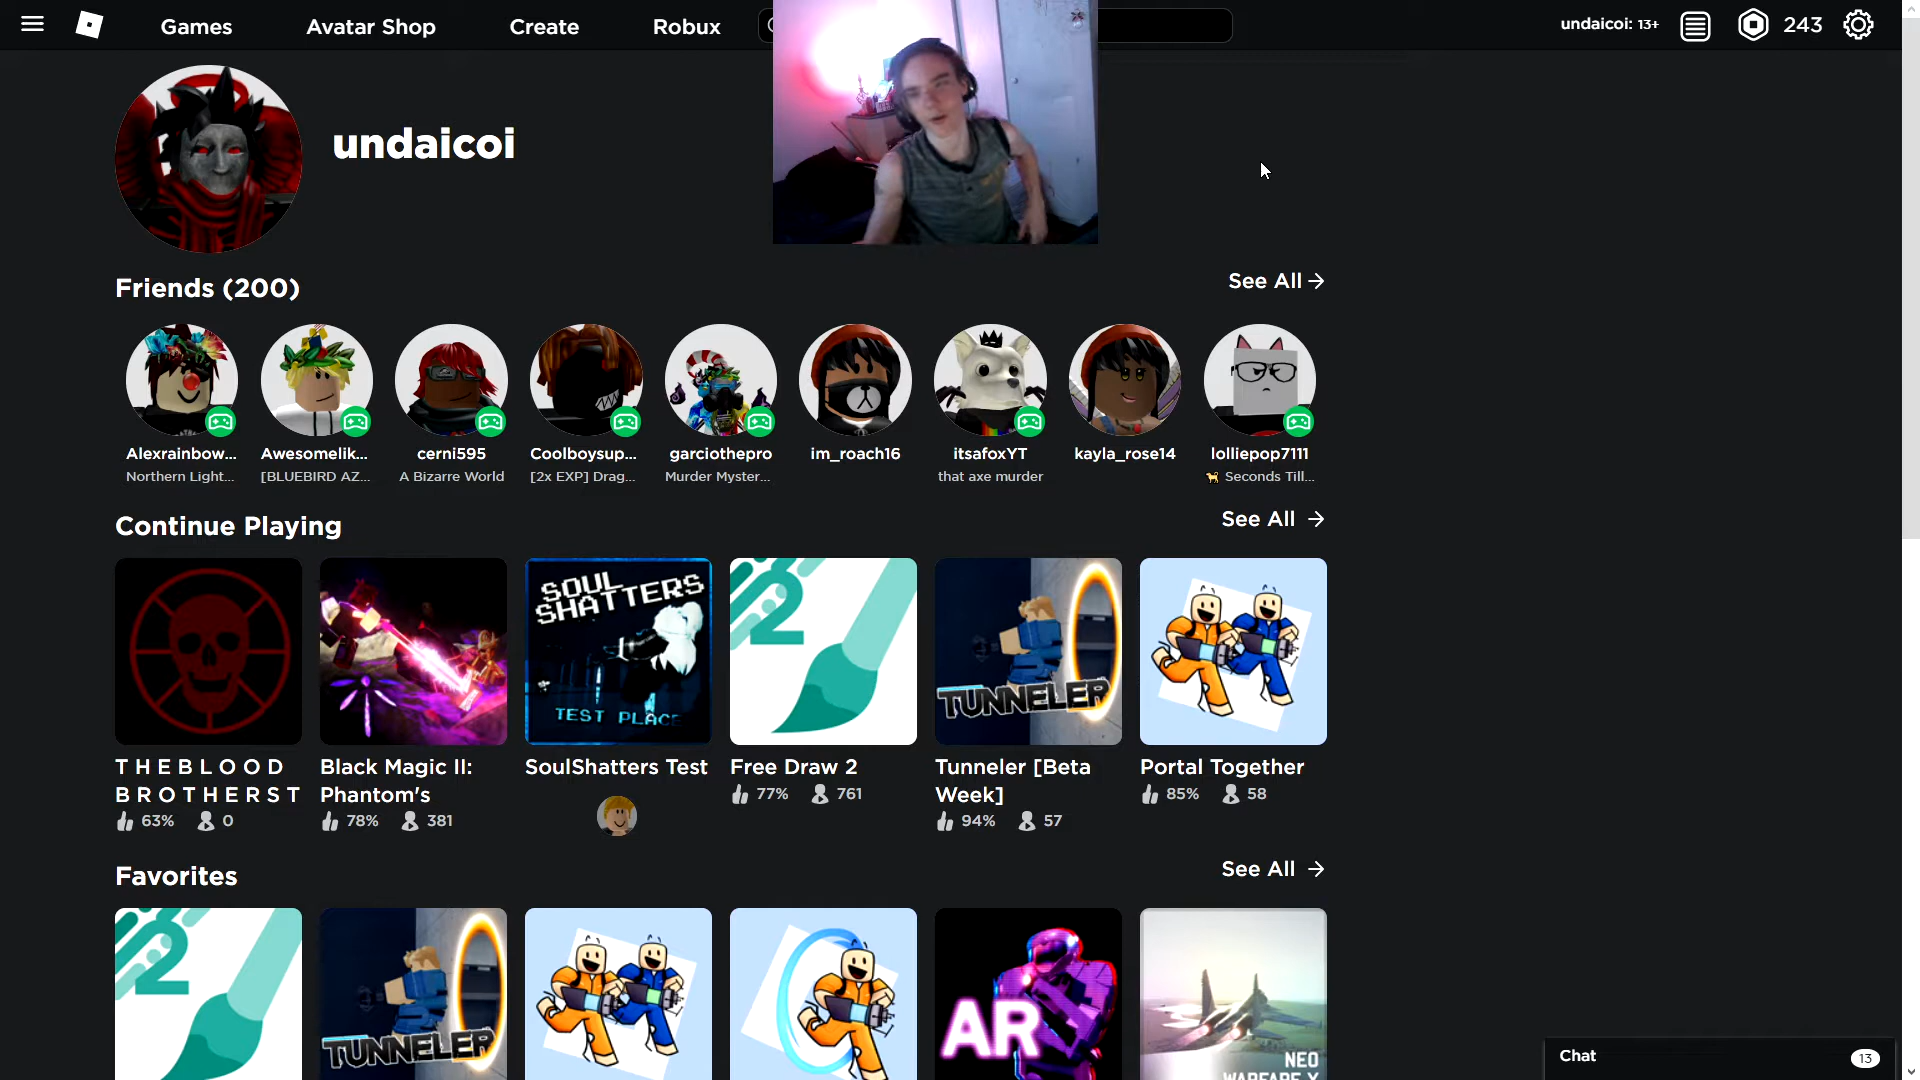 Games Avatar Shop Create Robux undaicoi: 13+ 243
undaicoi
Friends (200) See All
Alexrainbow... Awesomelik... cerni595 Coolboysup... garciothepro im_roach16 itsafoxYT kayla_rose14 lolliepop7111
Northern Light... [BLUEBIRD AZ... A Bizarre World [2x EXP] Drag... Murder Myster... that axe murder Seconds Till...
Continue Playing See All
SOUL
SHATTERS
TEST PLACE
2
TUNNELER
T H E B L O O D Black Magic II: SoulShatters Test Free Draw 2 Tunneler [Beta Portal Together
B R O T H E R S T Phantom's Week]
77% 761 85% 58
63% 0 78% 381 94% 57
Favorites See All
2
TUNNELER
AR
NEO
WARFARE X
Chat 13